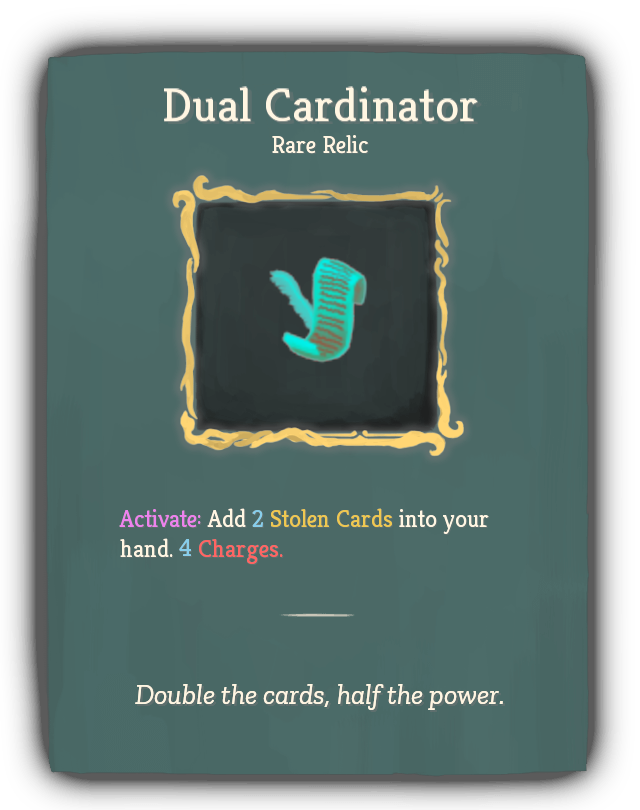 Dual Cardinator
Rare Relic
Activate: Add 2 Stolen Cards into your
hand. 4 Charges.
Double the cards, half the power.